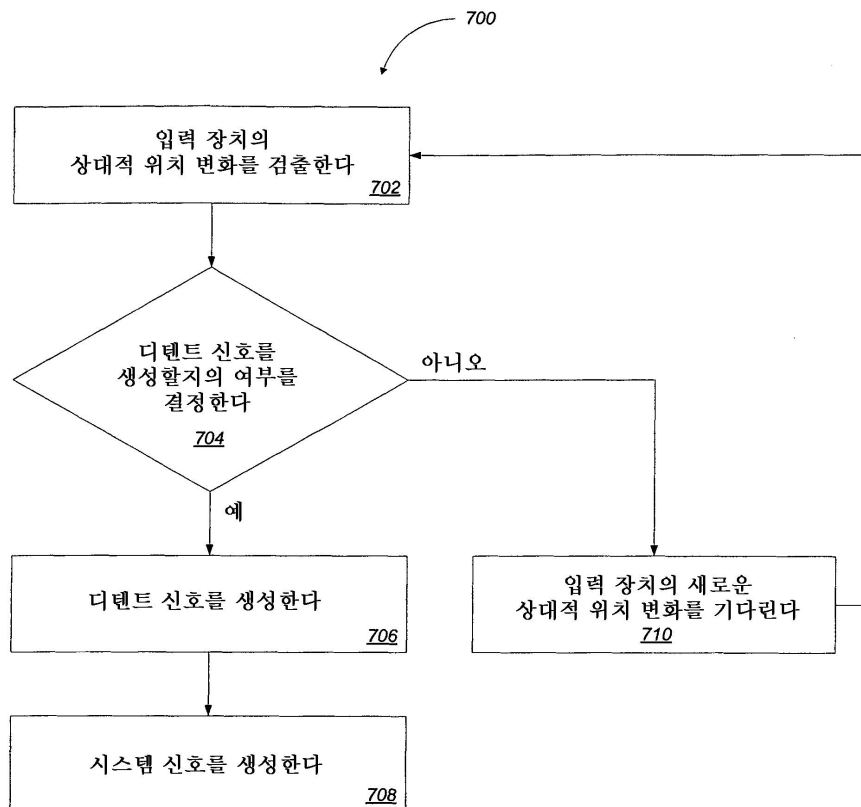 700
입력 장치의
상대적 위치 변화를 검출한다
702
디텐트 신호를
생성할지의 여부를
결정한다
704
아니오
예
디텐트 신호를 생성한다
706
입력 장치의 새로운
상대적 위치 변화를 기다린다
710
시스템 신호를 생성한다
708